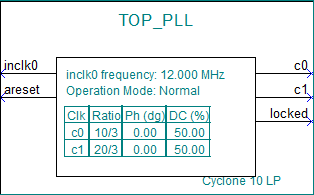 TOP_PLL
inclk0
areset
inclk0 frequency: 12.000 MHz
Operation Mode: Normal
Clk Ratio Ph (dg) DC (%)
c0 10/3 0.00 50.00
c1 20/3 0.00 50.00
c0
c1
locked
Cyclone 10 LP